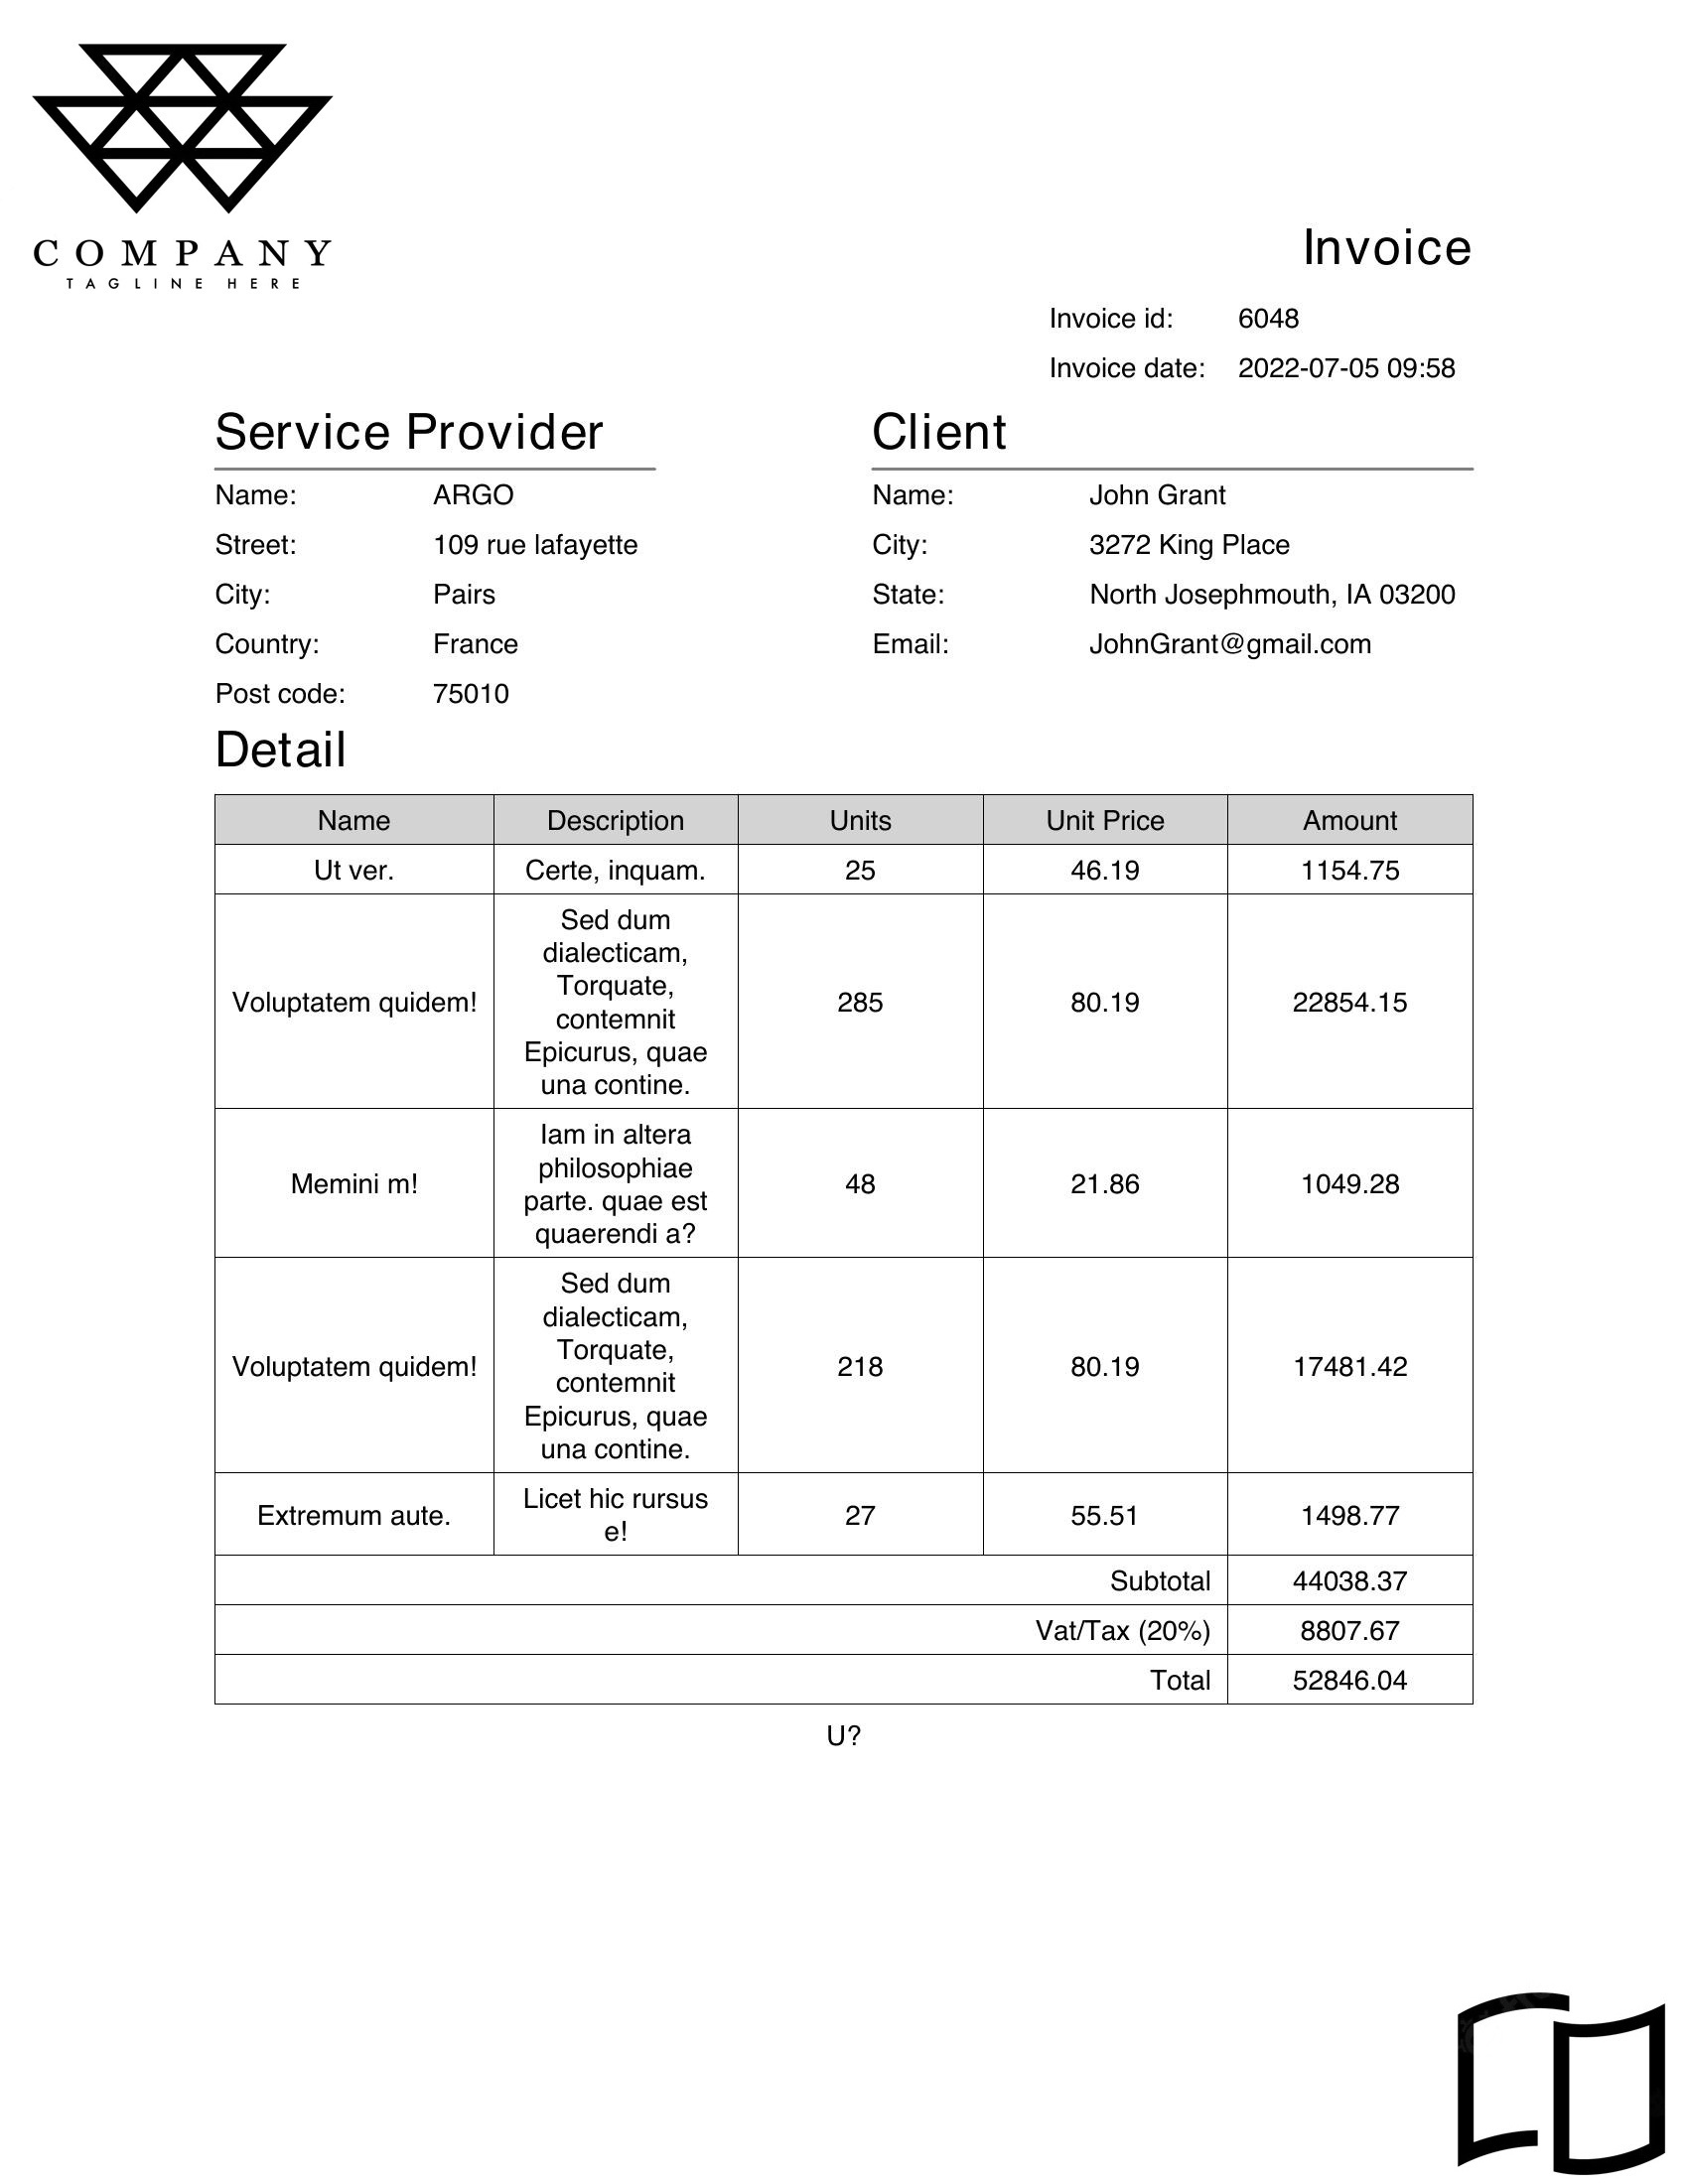 COMPANY
TAGLINE HERE
Invoice
Invoice id: 6048
Invoice date: 2022-07-05 09:58
Service Provider
Name: ARGO
Street: 109 rue lafayette
City: Pairs
Country: France
Post code: 75010
Client
Name: John Grant
City: 3272 King Place
State: North Josephmouth, IA 03200
Email: JohnGrant@gmail.com
Detail
Name Description Units Unit Price Amount
Ut ver. Certe, inquam. 25 46.19 1154.75
Sed dum
dialecticam,
Torquate,
Voluptatem quidem! contemnit 285 80.19 22854.15
Epicurus, quae
una contine.
Iam in altera
philosophiae
Memini m! parte. quae est 48 21.86 1049.28
quaerendi a?
Sed dum
dialecticam,
Torquate,
Voluptatem quidem! contemnit 218 80.19 17481.42
Epicurus, quae
una contine.
Extremum aute. Licet hic rursus 27 55.51 1498.77
e!
Subtotal 44038.37
Vat/Tax (20%) 8807.67
Total 52846.04
U?